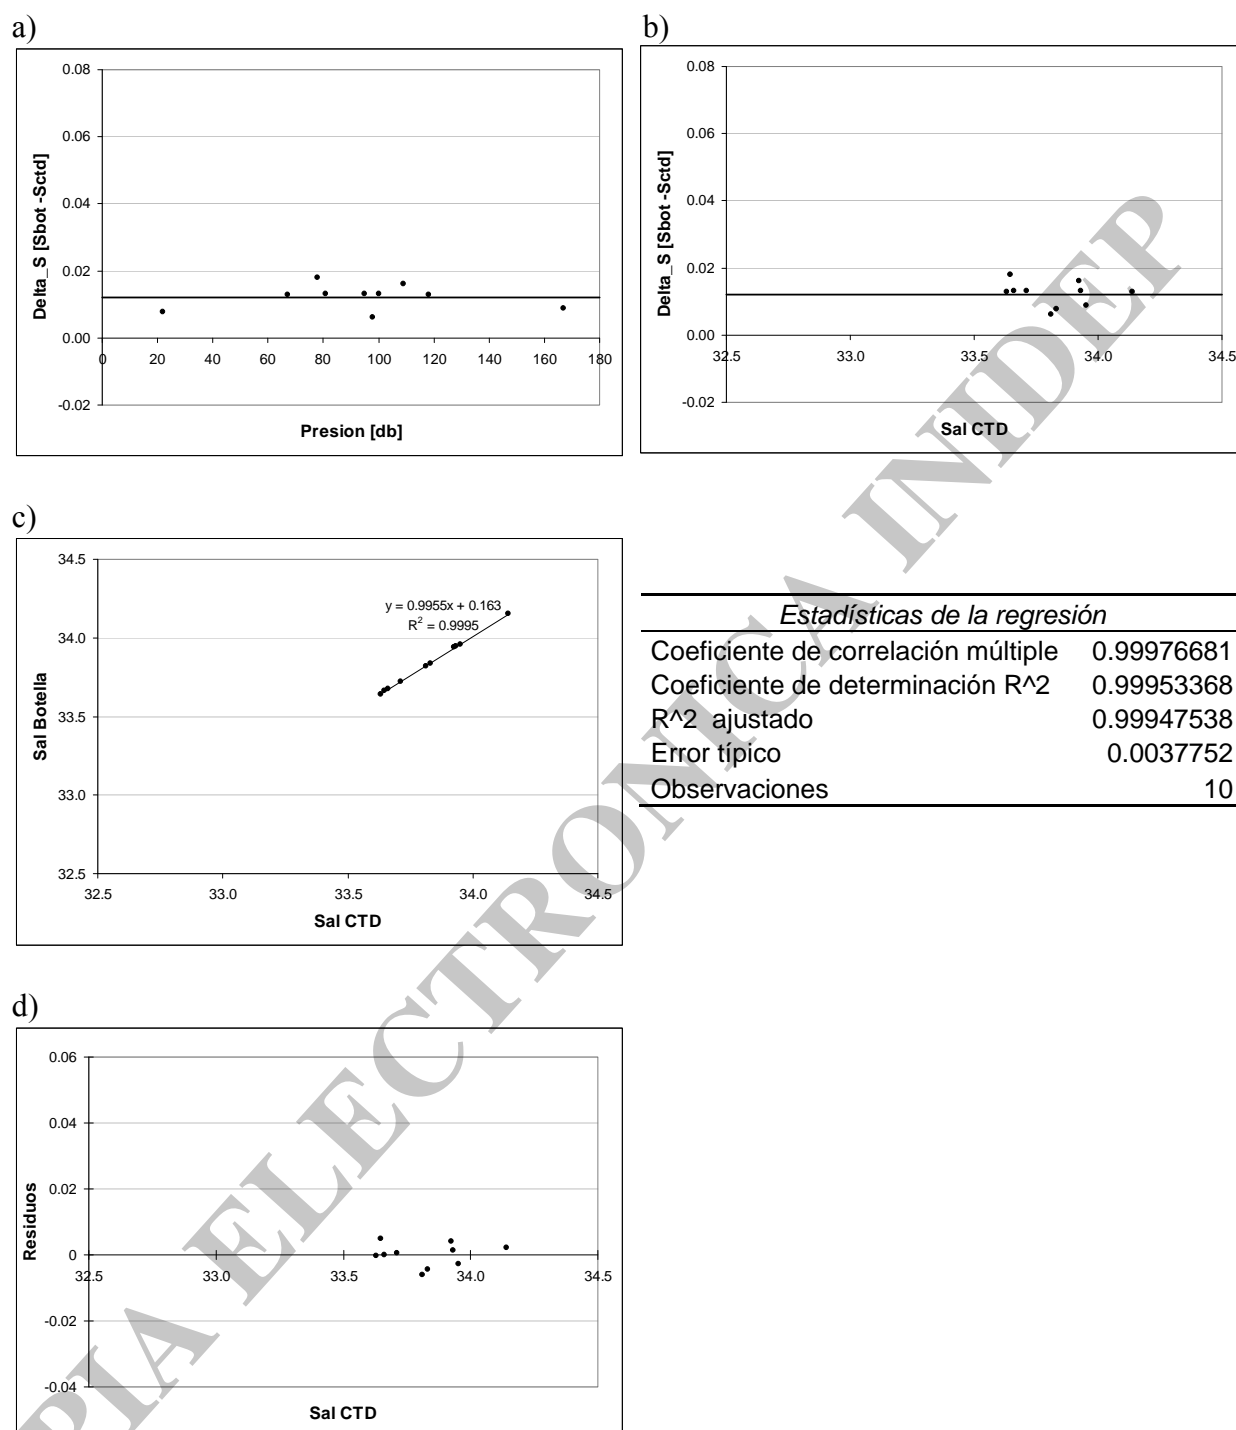 a)
0.08
0.06
0.04
0.02
0.00
-0.02
0 20 40 60 80 100 120 140 160 180
Delta_S [Sbot -Sctd]
Presion [db]
b)
0.08
0.06
0.04
0.02
0.00
-0.02
32.5 33.0 33.5 34.0 34.5
Delta_S [Sbot -Sctd]
Sal CTD
c)
34.5
34.0
33.5
33.0
32.5
32.5 33.0 33.5 34.0 34.5
y = 0.9955x + 0.163
R² = 0.9995
Sal Botella
Sal CTD
Estadísticas de la regresión
Coeficiente de correlación múltiple 0.99976681
Coeficiente de determinación R^2 0.99953368
R^2 ajustado 0.99947538
Error típico 0.0037752
Observaciones 10
d)
0.06
0.04
0.02
0
-0.02
-0.04
32.5 33.0 33.5 34.0 34.5
Residuos
Sal CTD
PIA ELECTRONICA INIDEP